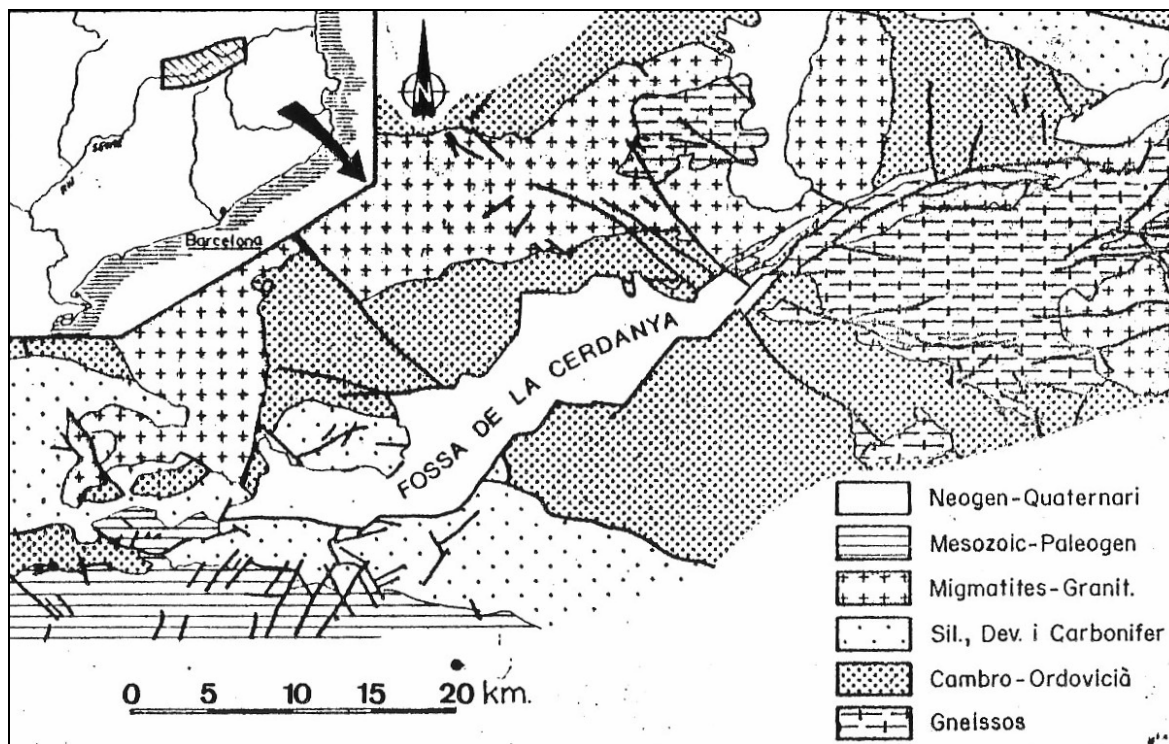 N
SEGRE
Barcelona
FOSSA DE LA CERDANYA
Neogen-Quaternari
Mesozoic-Paleogen
Migmatites-Granit.
Sil., Dev. i Carbonifer
Cambro-Ordovicià
Gneissos
0 5 10 15 20 km.